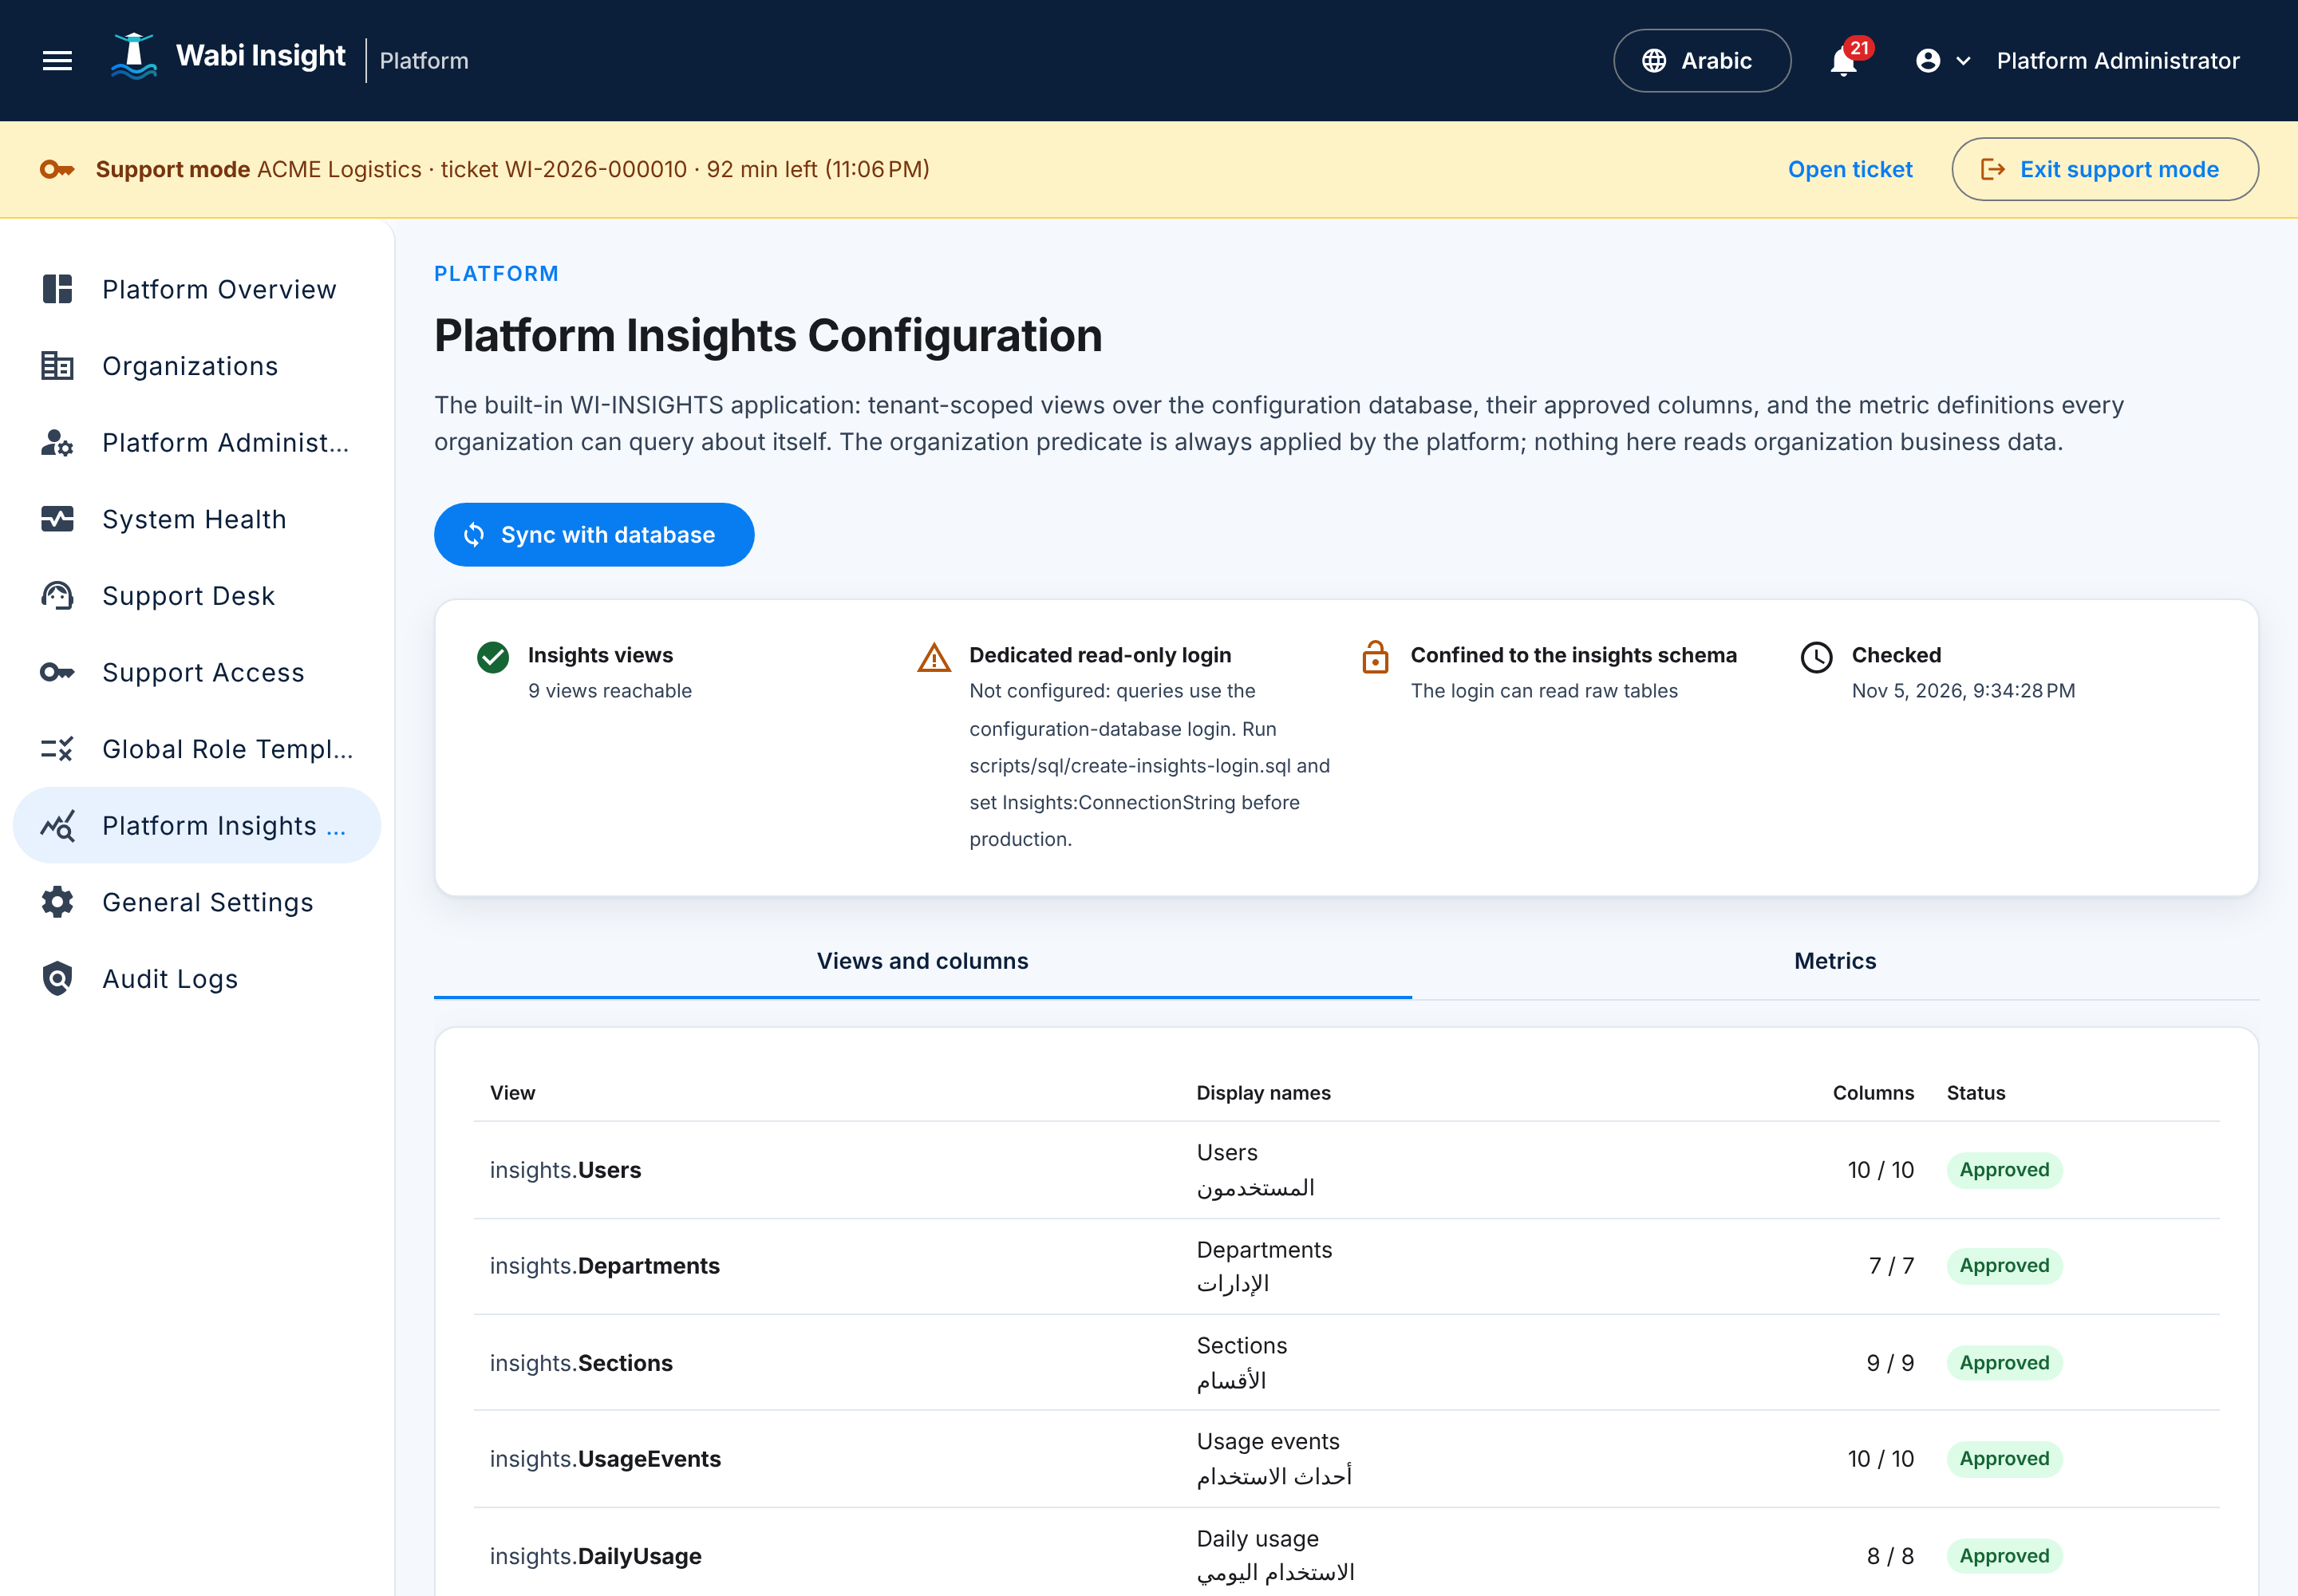 Wabi Insight
Platform
Arabic
21
Platform Administrator
Support mode ACME Logistics · ticket WI-2026-000010 · 92 min left (11:06 PM)
Open ticket
Exit support mode
Platform Overview
Organizations
Platform Administ...
System Health
Support Desk
Support Access
Global Role Templ...
Platform Insights ...
General Settings
Audit Logs
PLATFORM
Platform Insights Configuration
The built-in WI-INSIGHTS application: tenant-scoped views over the configuration database, their approved columns, and the metric definitions every
organization can query about itself. The organization predicate is always applied by the platform; nothing here reads organization business data.
Sync with database
Insights views
9 views reachable
Dedicated read-only login
Not configured: queries use the
configuration-database login. Run
scripts/sql/create-insights-login.sql and
set Insights:ConnectionString before
production.
Confined to the insights schema
The login can read raw tables
Checked
Nov 5, 2026, 9:34:28 PM
Views and columns
Metrics
View
Display names
Columns
Status
insights.Users
Users
المستخدمون
10 / 10
Approved
insights.Departments
Departments
الإدارات
7 / 7
Approved
insights.Sections
Sections
الأقسام
9 / 9
Approved
insights.UsageEvents
Usage events
أحداث الاستخدام
10 / 10
Approved
insights.DailyUsage
Daily usage
الاستخدام اليومي
8 / 8
Approved